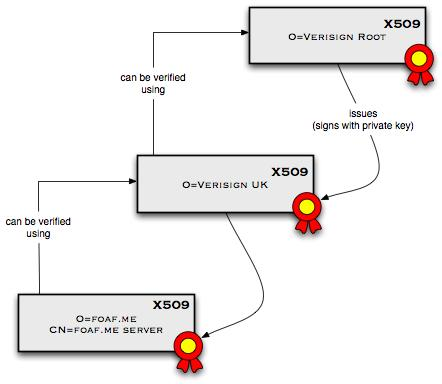 X509
O=Verisign Root
can be verified
using
issues
(signs with private key)
X509
O=Verisign UK
can be verified
using
X509
O=foaf.me
CN=foaf.me server